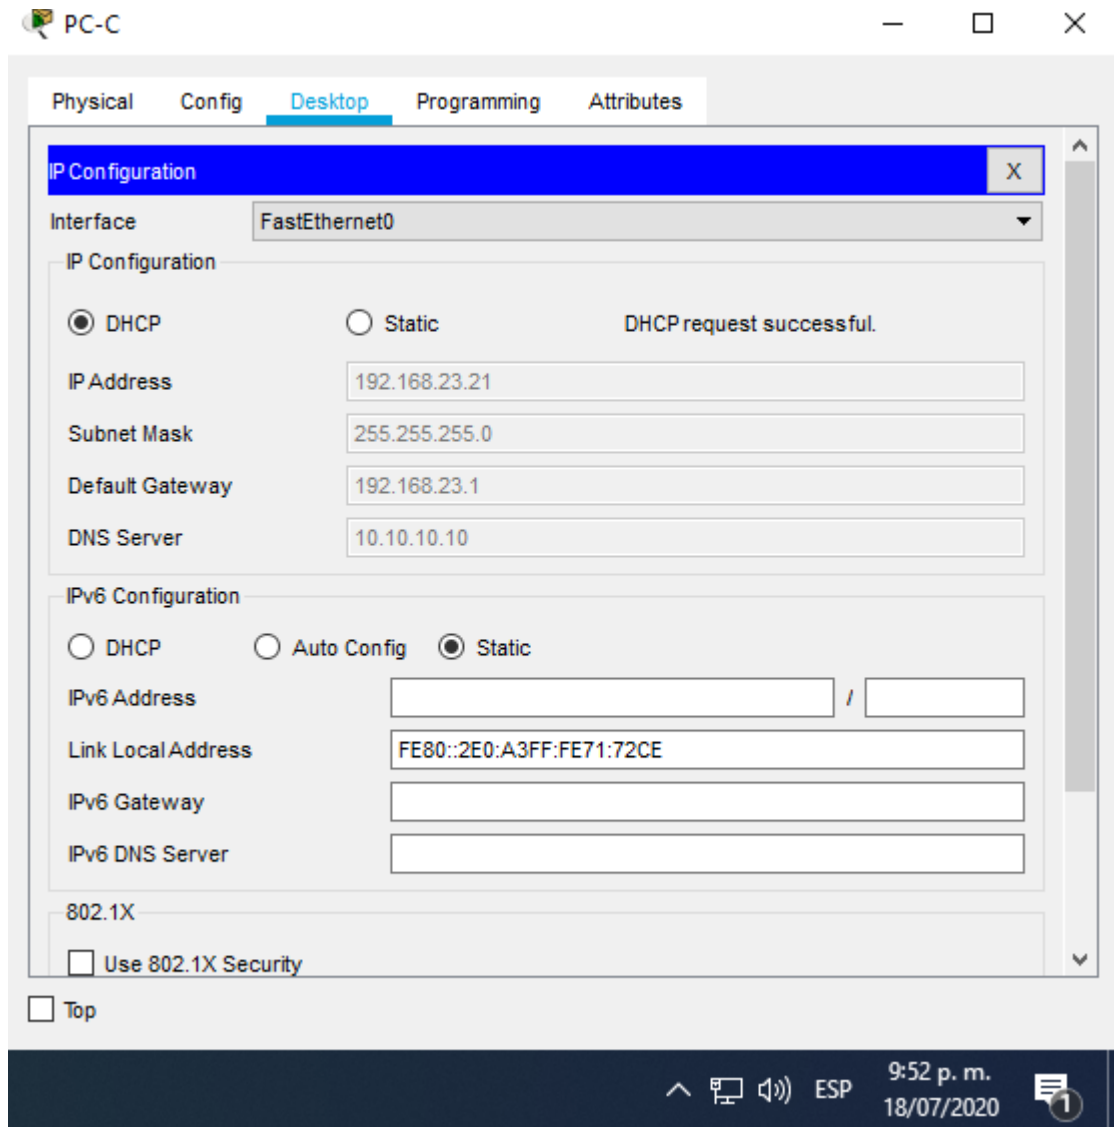 PC-C
Physical Config Desktop Programming Attributes
IP Configuration X
Interface FastEthernet0
IP Configuration
DHCP Static DHCP request successful.
IP Address 192.168.23.21
Subnet Mask 255.255.255.0
Default Gateway 192.168.23.1
DNS Server 10.10.10.10
IPv6 Configuration
DHCP Auto Config Static
IPv6 Address /
Link Local Address FE80::2E0:A3FF:FE71:72CE
IPv6 Gateway
IPv6 DNS Server
802.1X
Use 802.1X Security
Top
9:52 p. m.
ESP
18/07/2020
1